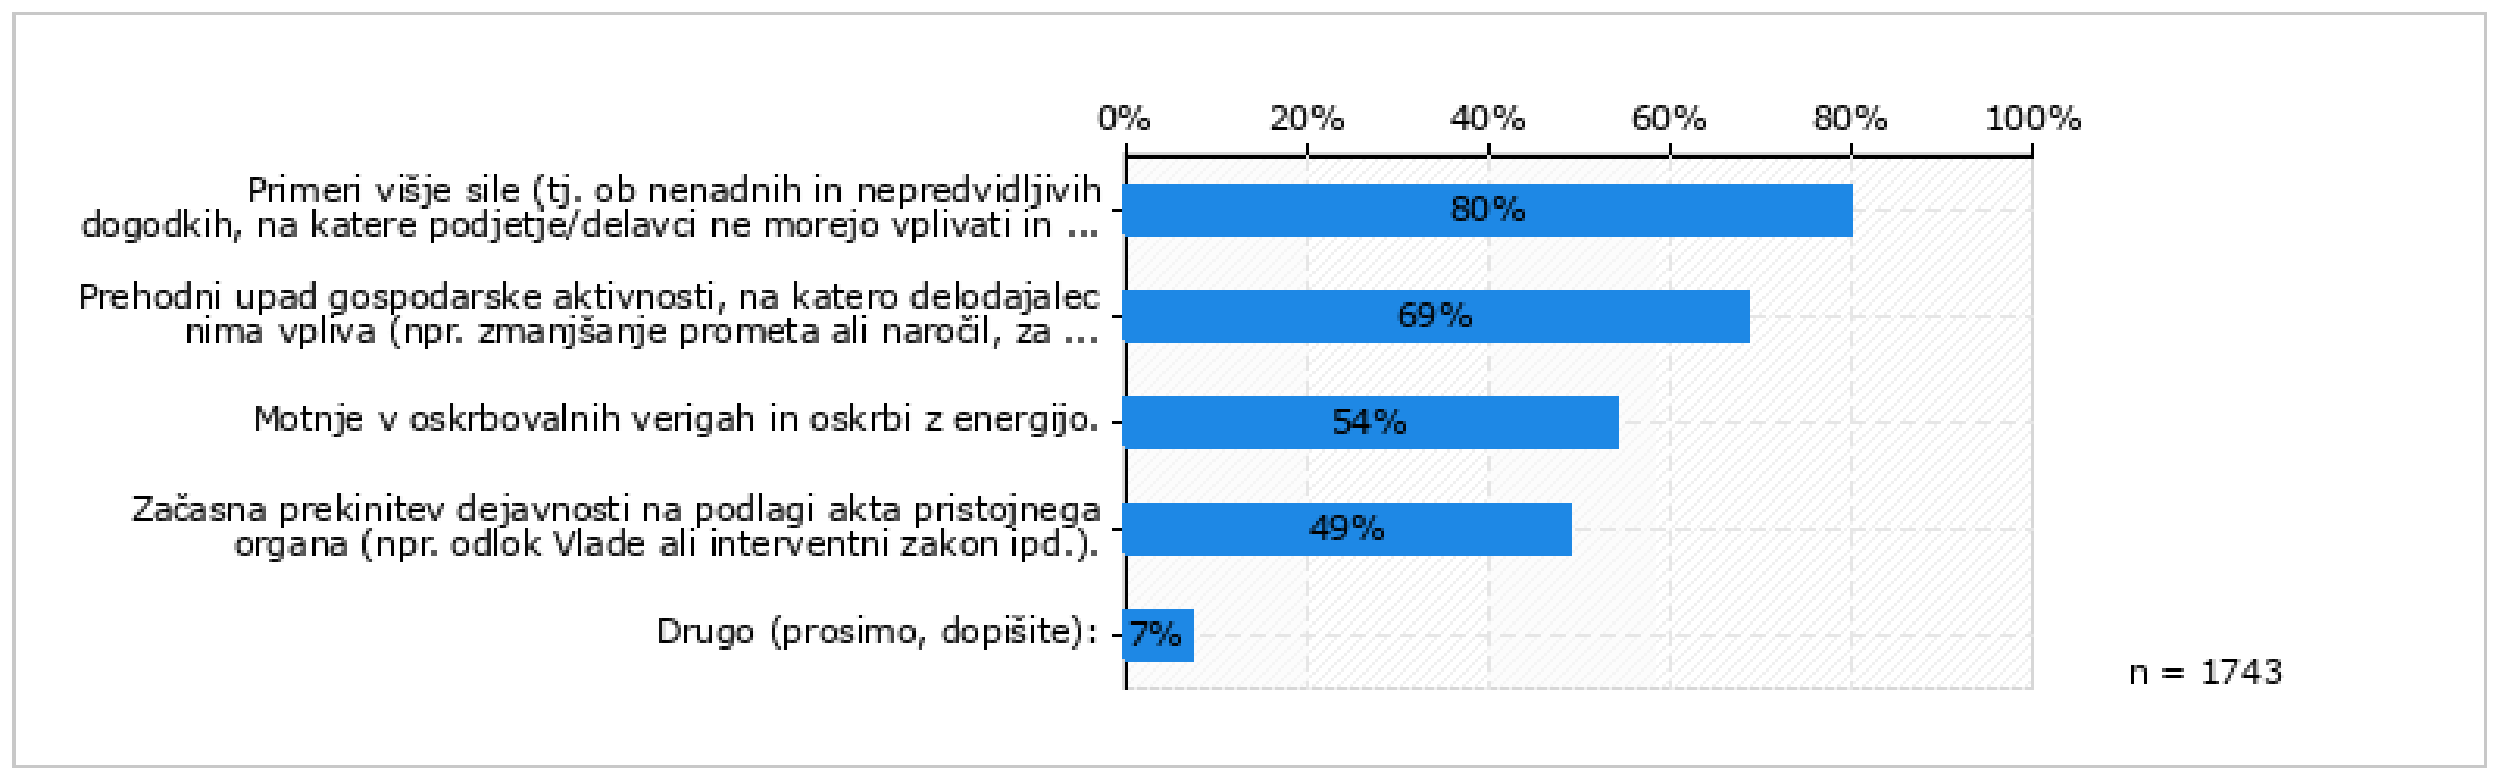 0% 20% 40% 60% 80% 100%
Primeri višje sile (tj. ob nenadnih in nepredvidljivih
dogodkih, na katere podjetje/delavci ne morejo vplivati in ...
80%
Prehodni upad gospodarske aktivnosti, na katero delodajalec
nima vpliva (npr. zmanjšanje prometa ali naročil, za ...
69%
Motnje v oskrbovalnih verigah in oskrbi z energijo.
54%
Začasna prekinitev dejavnosti na podlagi akta pristojnega
organa (npr. odlok Vlade ali interventni zakon ipd.).
49%
Drugo (prosimo, dopišite):
7%
n = 1743